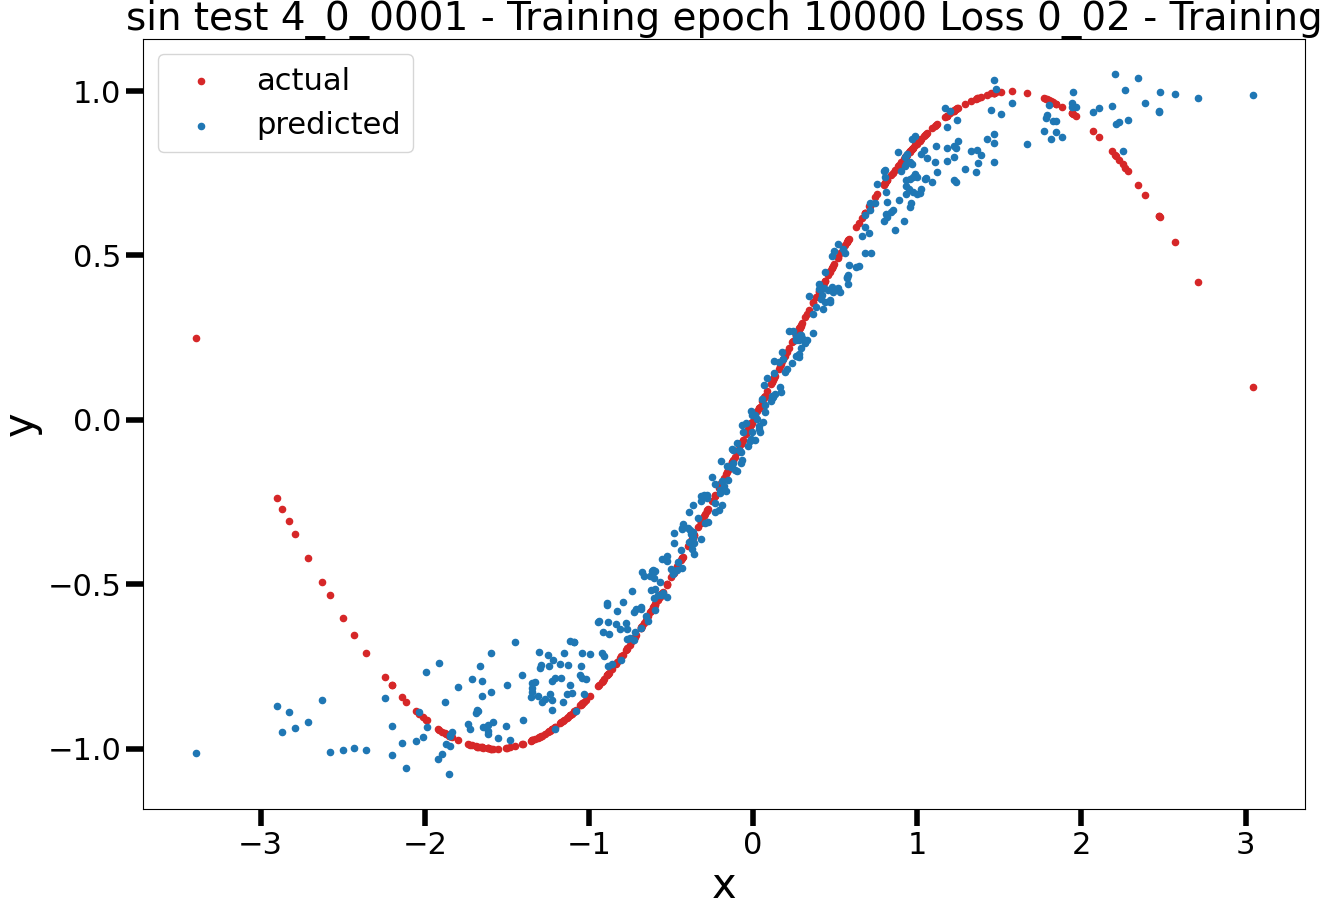 sin test 4_0_0001 - Training epoch 10000 Loss 0_02 - Training
actual
predicted
1.0
0.5
0.0
−0.5
−1.0
y
−3 −2 −1 0 1 2 3
x